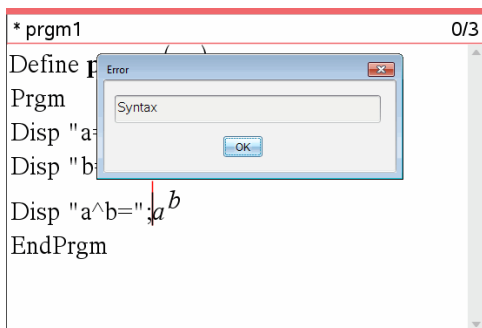 * prgm1 0/3
Define
Error
Prgm
Syntax
Disp "a=
OK
Disp "b
Disp "a^b=";a^b
EndPrgm